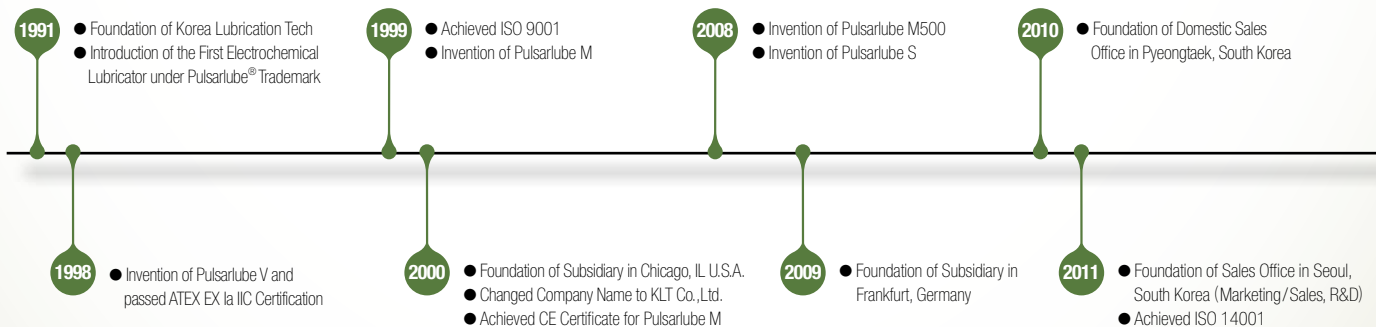 1991
● Foundation of Korea Lubrication Tech
● Introduction of the First Electrochemical
Lubricator under Pulsarlube® Trademark
1998
● Invention of Pulsarlube V and
passed ATEX EX Ia IIC Certification
1999
● Achieved ISO 9001
● Invention of Pulsarlube M
2000
● Foundation of Subsidiary in Chicago, IL U.S.A.
● Changed Company Name to KLT Co.,Ltd.
● Achieved CE Certificate for Pulsarlube M
2008
● Invention of Pulsarlube M500
● Invention of Pulsarlube S
2009
● Foundation of Subsidiary in
Frankfurt, Germany
2010
● Foundation of Domestic Sales
Office in Pyeongtaek, South Korea
2011
● Foundation of Sales Office in Seoul,
South Korea (Marketing/Sales, R&D)
● Achieved ISO 14001